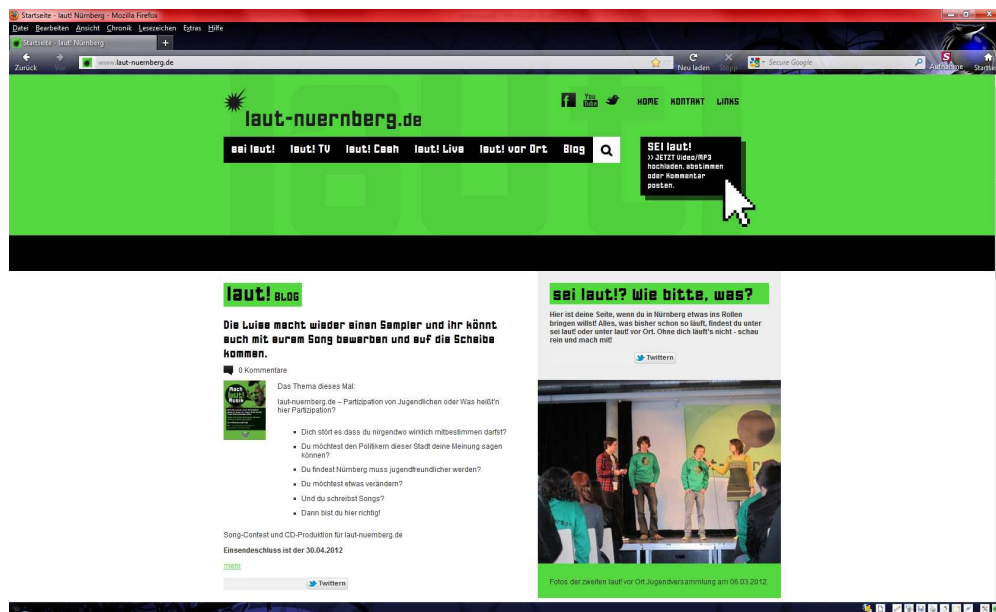 Startseite - laut! Nürnberg - Mozilla Firefox
Datei Bearbeiten Ansicht Chronik Lesezeichen Extras Hilfe
Startseite - laut! Nürnberg
Zurück Vor www.laut-nuernberg.de Neu laden Stopp Secure Google Aufnahme Startsei
You Tube HOME KONTAKT LINKS
laut-nuernberg.de
sei laut! laut! TV laut! Cash laut! Live laut! vor Ort Blog
SEI laut!
>> JETZT Video/MP3
hochladen, abstimmen
oder Kommentar
posten.
laut! BLOG
Die Luise macht wieder einen Sampler und ihr könnt
euch mit eurem Song bewerben und auf die Scheibe
kommen.
0 Kommentare
Mach
laut!
Musik
Das Thema dieses Mal:
laut-nuernberg.de – Partizipation von Jugendlichen oder Was heißt'n
hier Partizipation?
Dich stört es dass du nirgendwo wirklich mitbestimmen darfst?
Du möchtest den Politikern dieser Stadt deine Meinung sagen
können?
Du findest Nürnberg muss jugendfreundlicher werden?
Du möchtest etwas verändern?
Und du schreibst Songs?
Dann bist du hier richtig!
Song-Contest und CD-Produktion für laut-nuernberg.de
Einsendeschluss ist der 30.04.2012
mehr
Twittern
sei laut!? Wie bitte, was?
Hier ist deine Seite, wenn du in Nürnberg etwas ins Rollen
bringen willst! Alles, was bisher schon so läuft, findest du unter
sei laut! oder unter laut! vor Ort. Ohne dich läuft's nicht - schau
rein und mach mit!
Twittern
Fotos der zweiten laut! vor Ort Jugendversammlung am 06.03.2012.